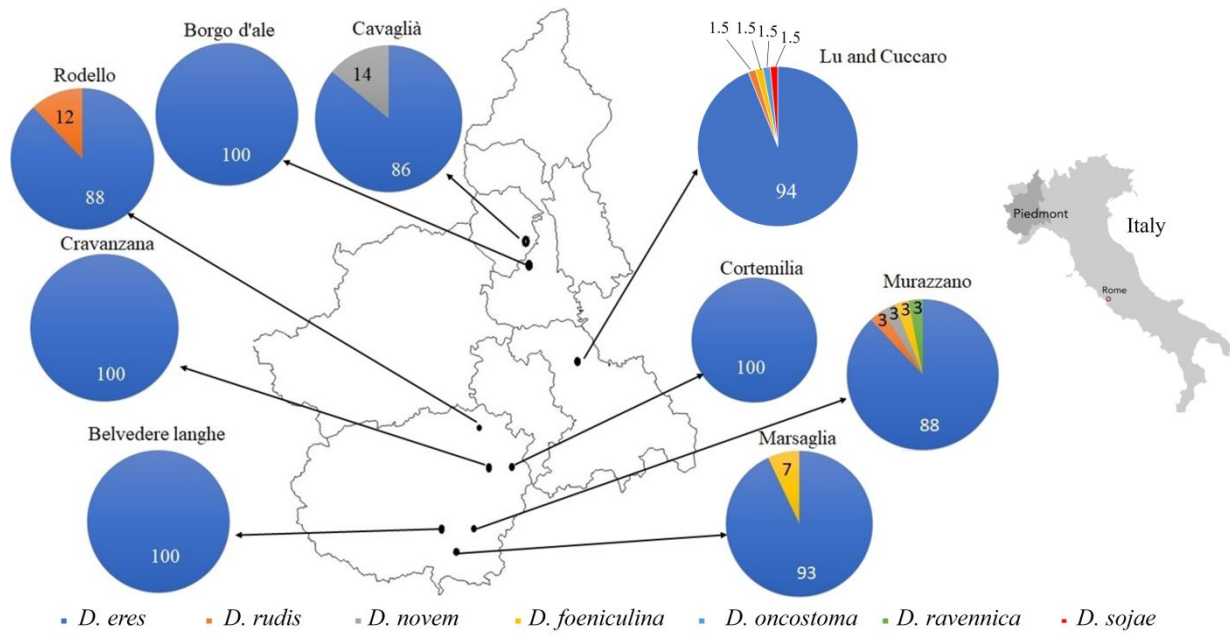 Borgo d'ale
Cavaglià
Rodello
Lu and Cuccaro
1.5
1.5
1.5
1.5
14
12
100
86
88
94
Piedmont
Italy
Rome
Cravanzana
100
Cortemilia
100
Murazzano
3
3
3
3
88
Belvedere langhe
100
Marsaglia
7
93
D. eres D. rudis D. novem D. foeniculina D. oncostoma D. ravennica D. sojae